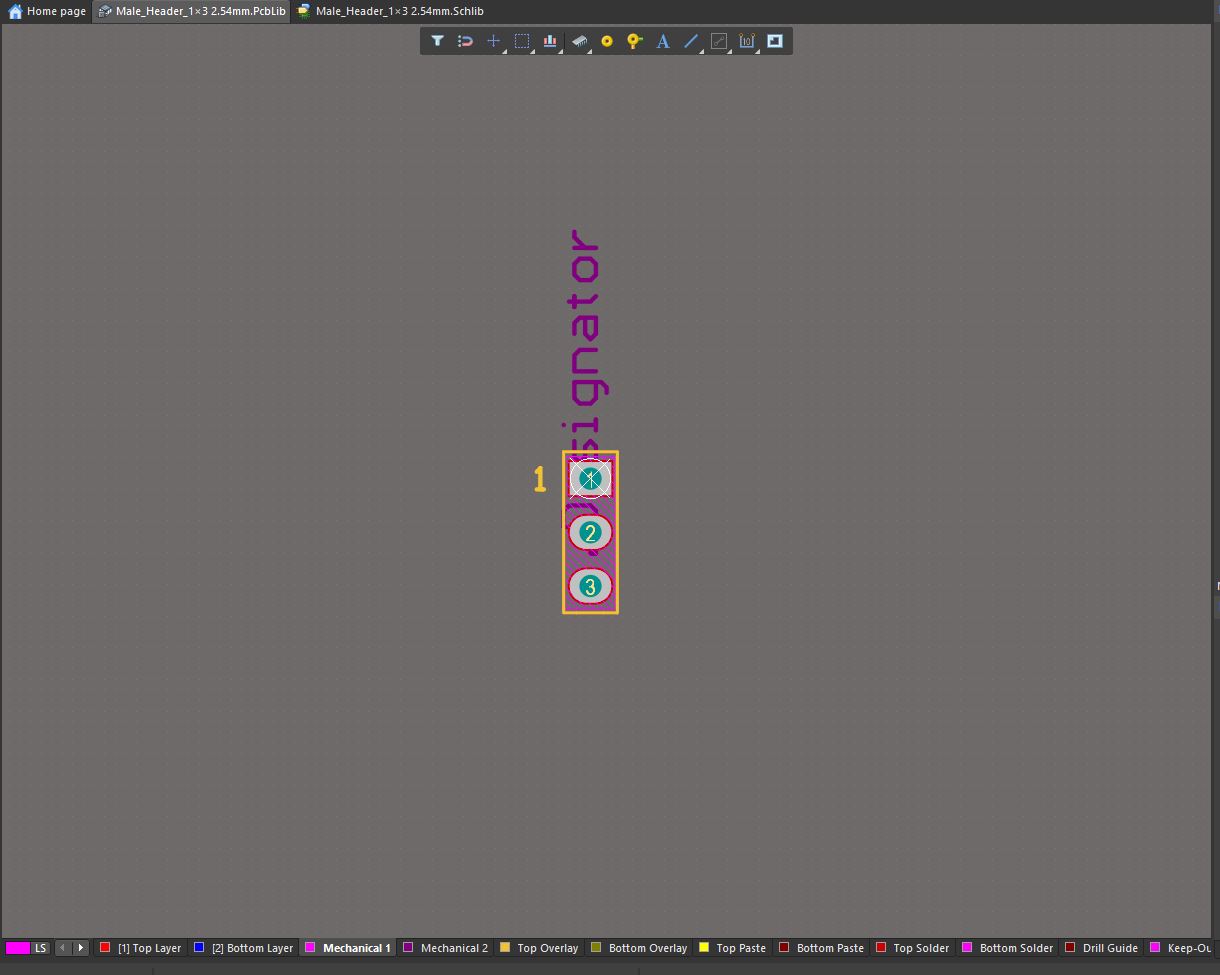 Home page Male_Header_1×3 2.54mm.PcbLib Male_Header_1×3 2.54mm.Schlib
A 10
signator
1 1
2
3
LS [1] Top Layer [2] Bottom Layer Mechanical 1 Mechanical 2 Top Overlay Bottom Overlay Top Paste Bottom Paste Top Solder Bottom Solder Drill Guide Keep-Ou